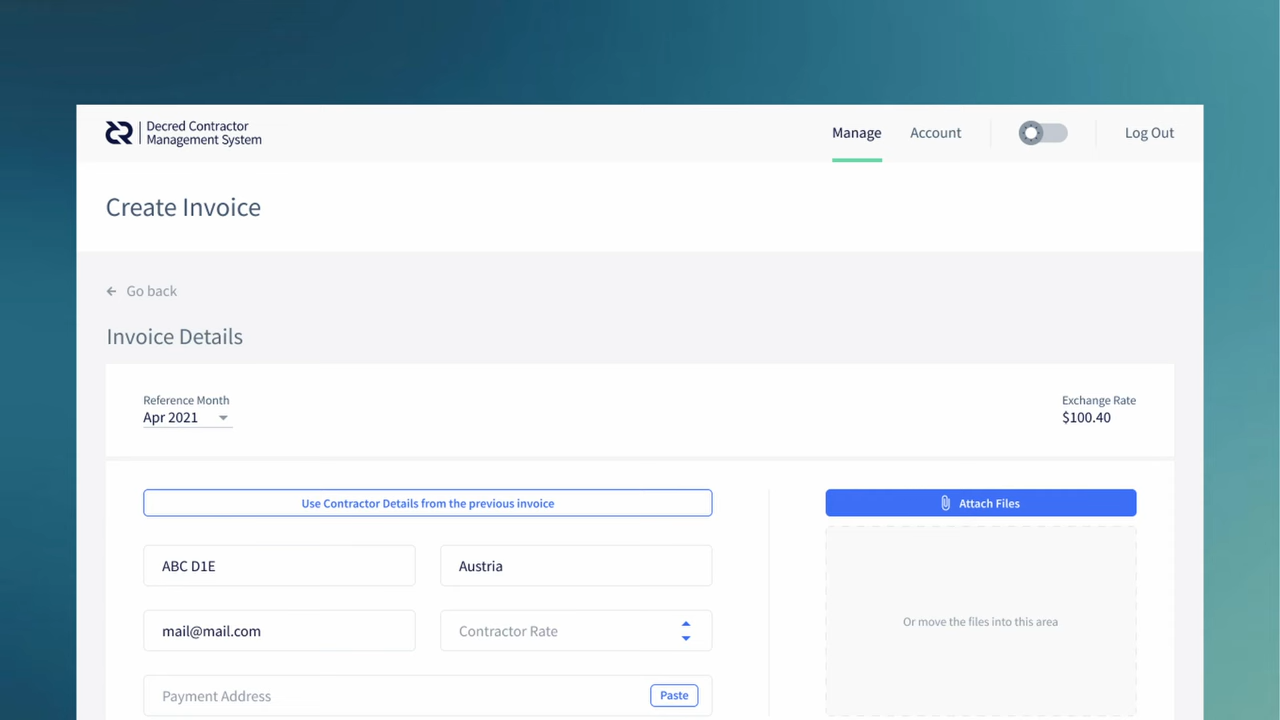 Decred Contractor
Management System
Manage
Account
Log Out
Create Invoice
Go back
Invoice Details
Reference Month
Apr 2021
Exchange Rate
$100.40
Use Contractor Details from the previous invoice
Attach Files
ABC D1E
Austria
Or move the files into this area
mail@mail.com
Contractor Rate
Payment Address
Paste